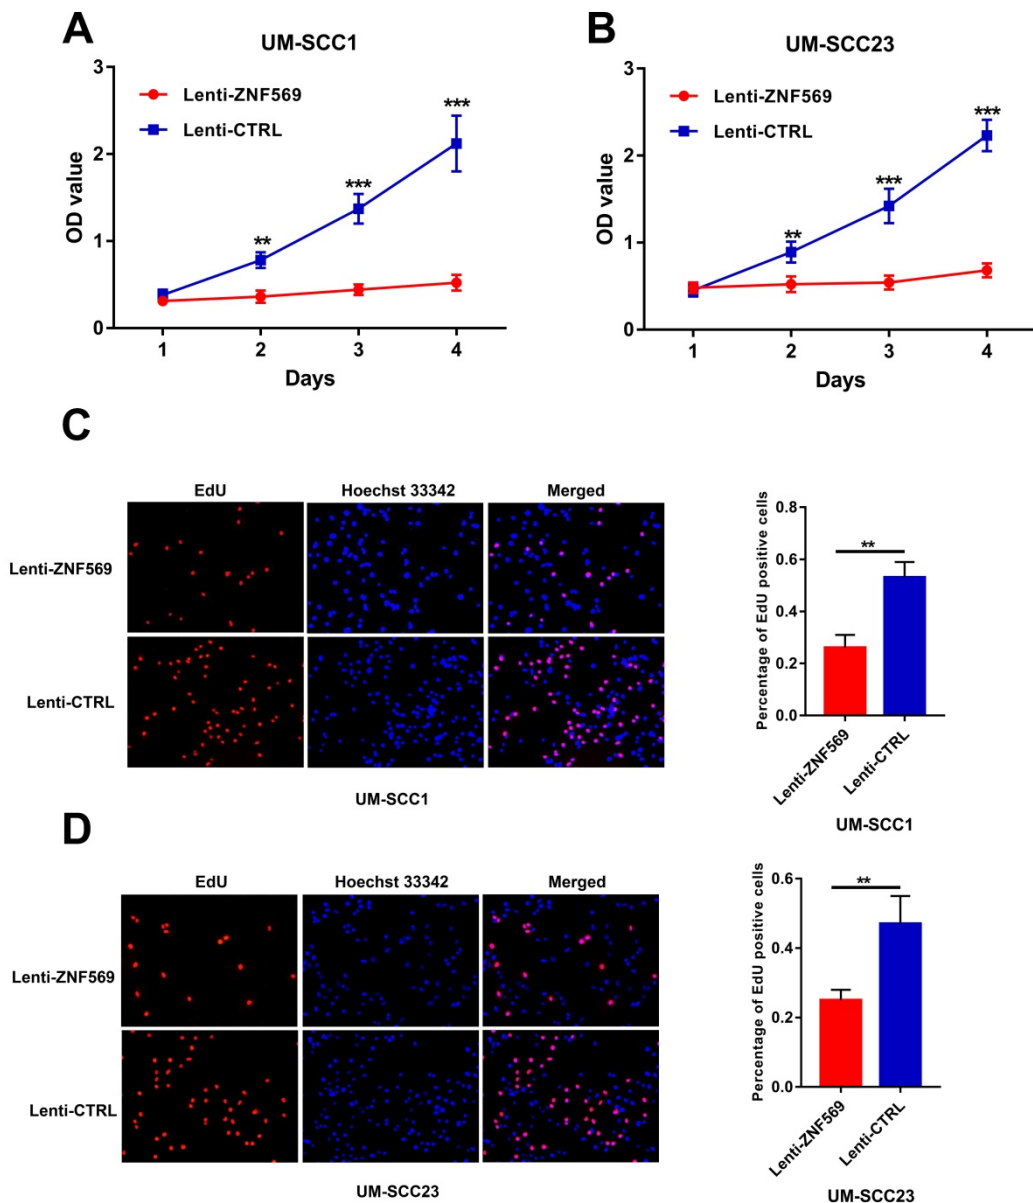 A
UM-SCC1
3
2
1
0
OD value
Lenti-ZNF569
Lenti-CTRL
**
***
***
1 2 3 4
Days
B
UM-SCC23
3
2
1
0
OD value
Lenti-ZNF569
Lenti-CTRL
**
***
***
1 2 3 4
Days
C
EdU Hoechst 33342 Merged
Lenti-ZNF569
Lenti-CTRL
UM-SCC1
Percentage of EdU positive cells
0.8
0.6
0.4
0.2
0.0
**
Lenti-ZNF569
Lenti-CTRL
UM-SCC1
D
EdU Hoechst 33342 Merged
Lenti-ZNF569
Lenti-CTRL
UM-SCC23
Percentage of EdU positive cells
0.6
0.4
0.2
0.0
**
Lenti-ZNF569
Lenti-CTRL
UM-SCC23